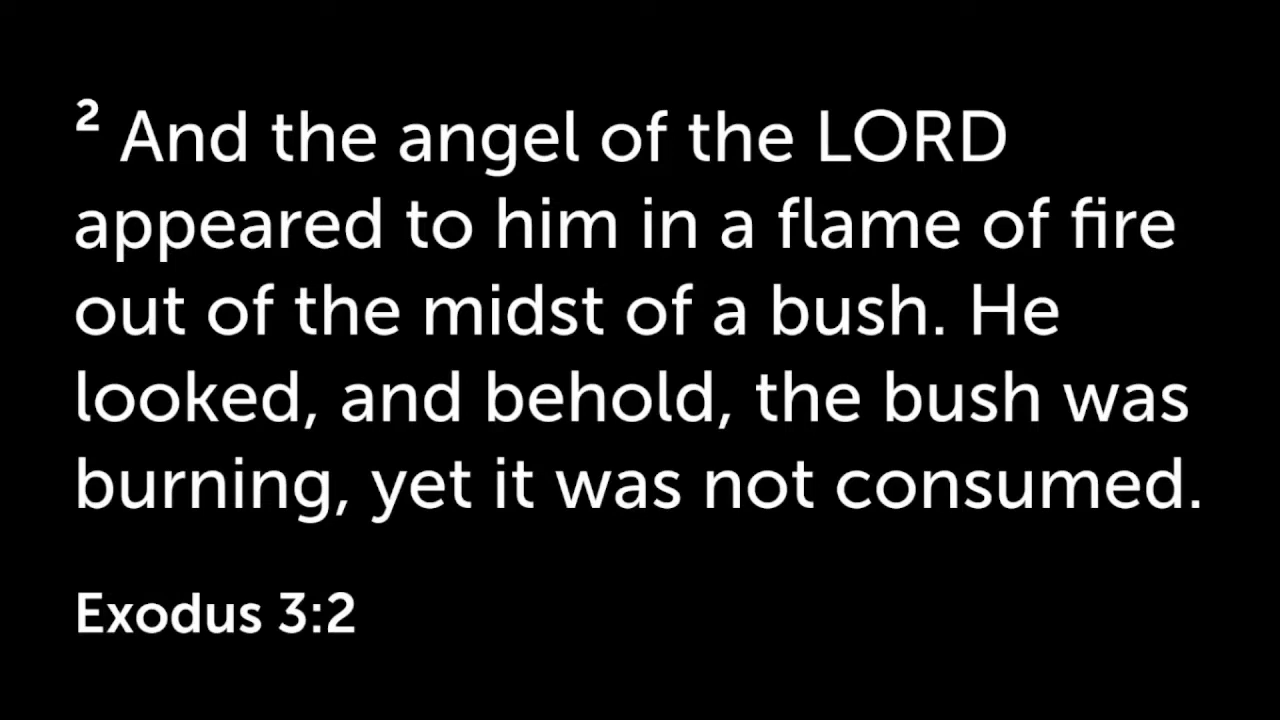 ² And the angel of the LORD
appeared to him in a flame of fire
out of the midst of a bush. He
looked, and behold, the bush was
burning, yet it was not consumed.
Exodus 3:2